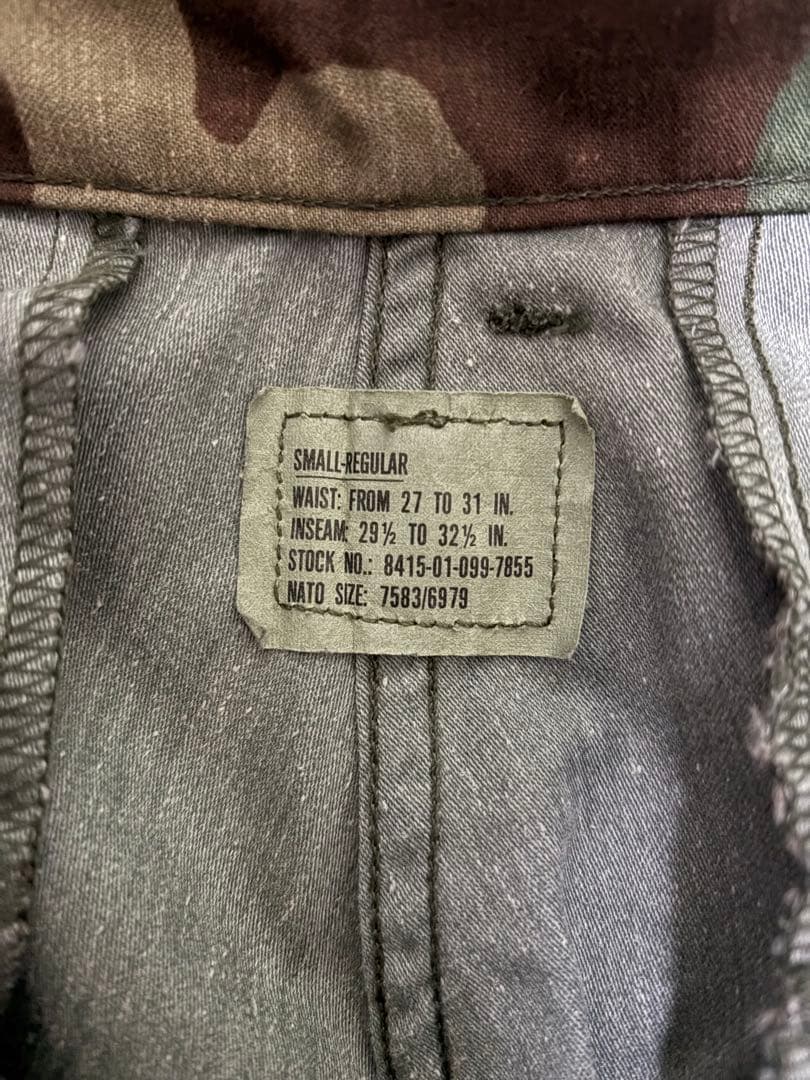 SMALL-REGULAR
WAIST: FROM 27 TO 31 IN.
INSEAM: 29½ TO 32½ IN.
STOCK NO.: 8415-01-099-7855
NATO SIZE: 7583/6979